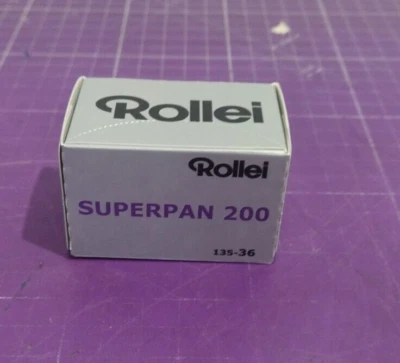 Rollei
Rollei
SUPERPAN 200
135-36